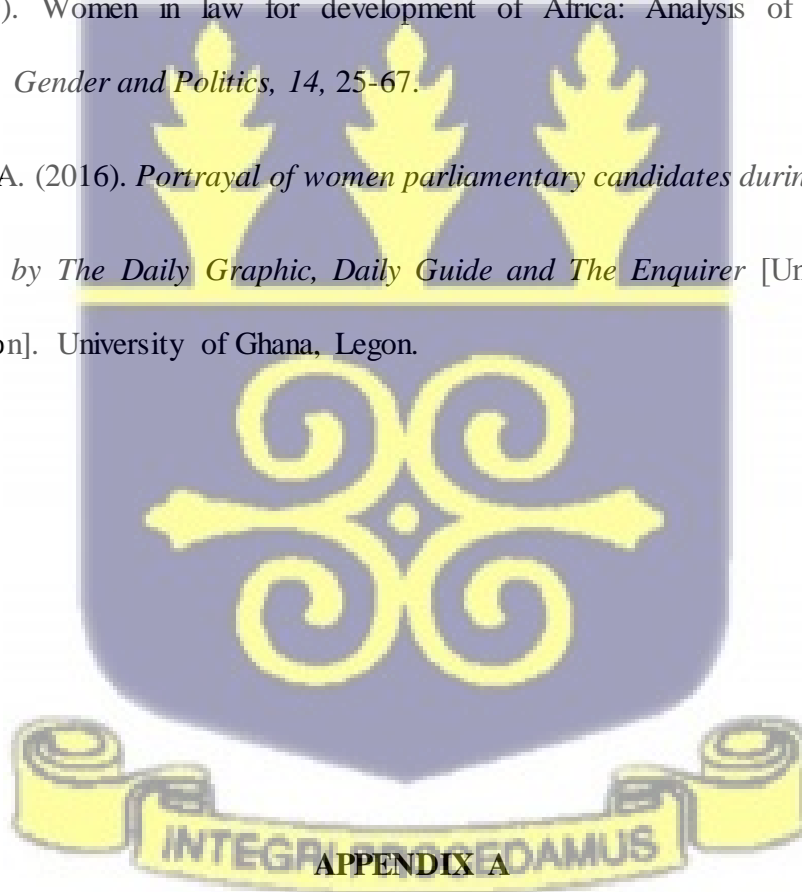 ). Women in law for development of Africa: Analysis of
Gender and Politics, 14, 25-67.
A. (2016). Portrayal of women parliamentary candidates durin
by The Daily Graphic, Daily Guide and The Enquirer [Un
on]. University of Ghana, Legon.
INTEGRI PROCEDAMUS
APPENDIX A